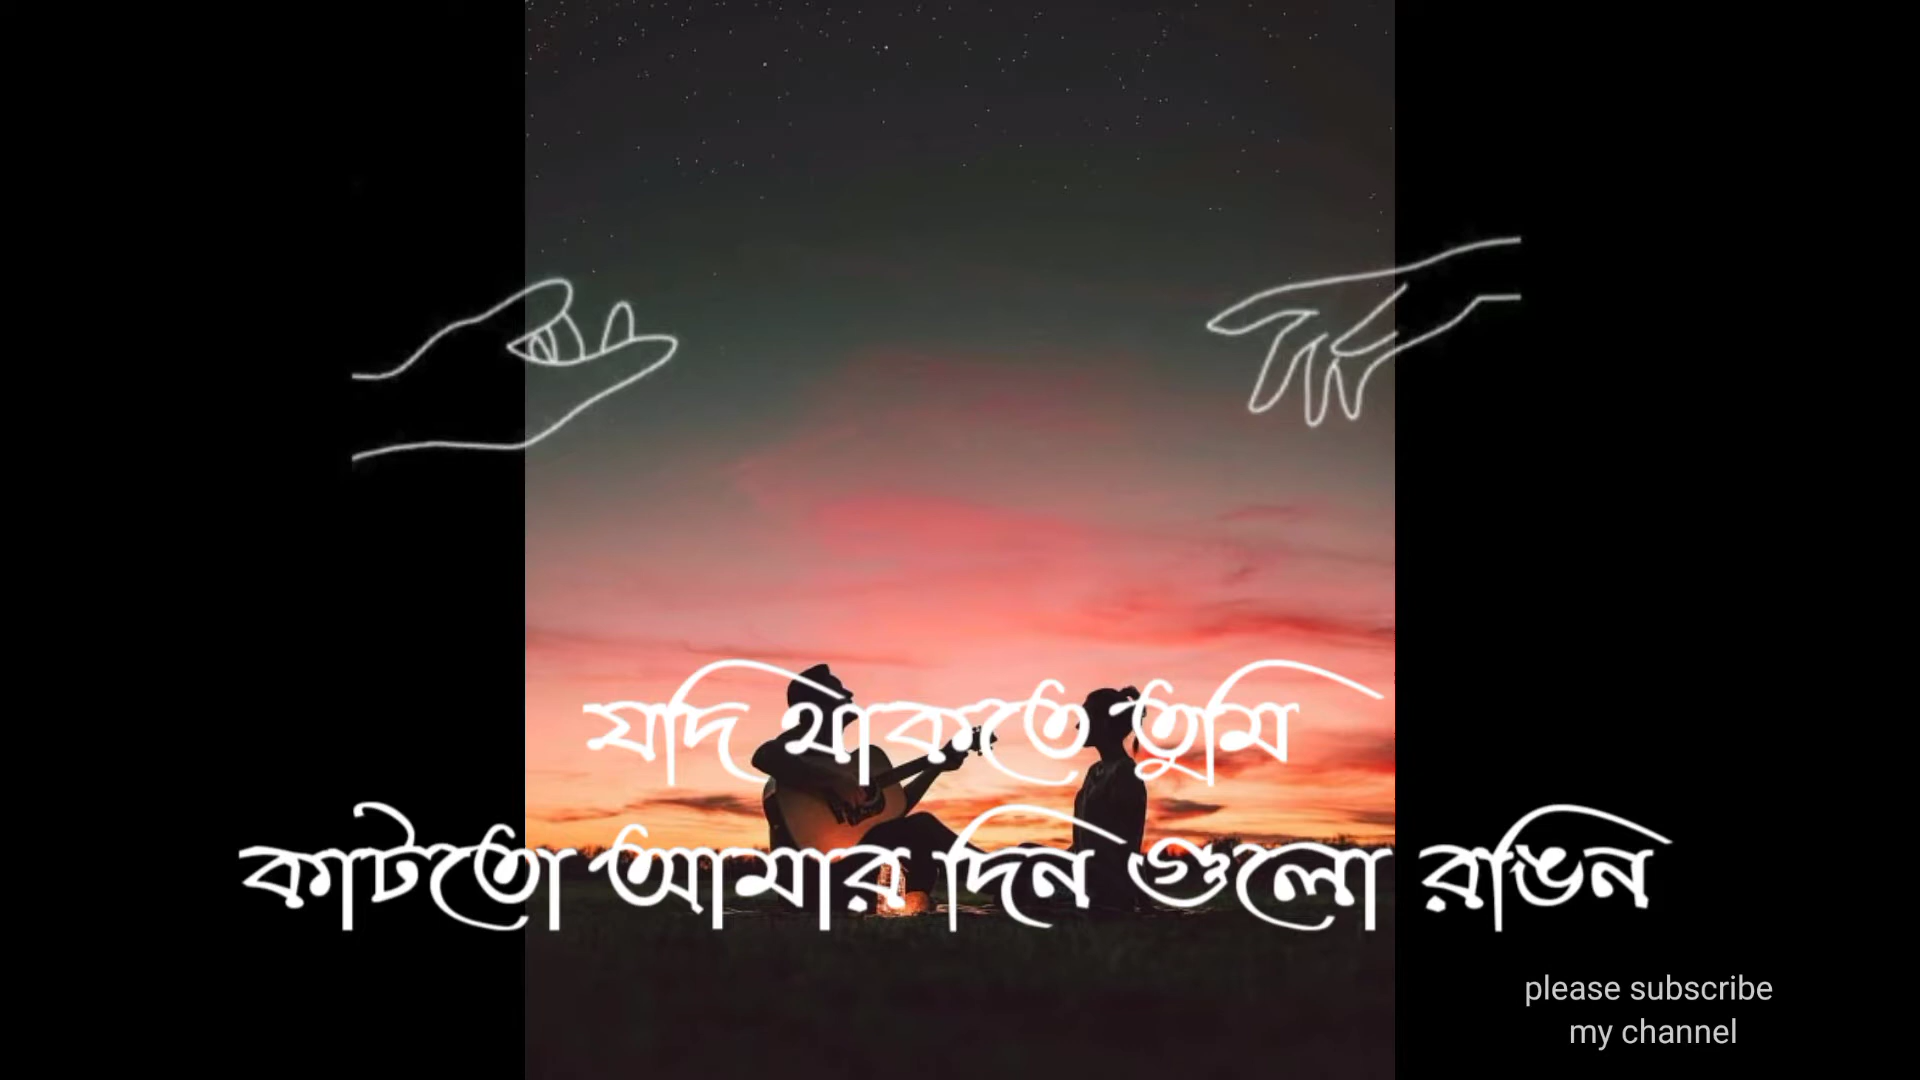 যদি থাকতে তুমি
কাটতো আমার দিন গুলো রঙিন
please subscribe
my channel